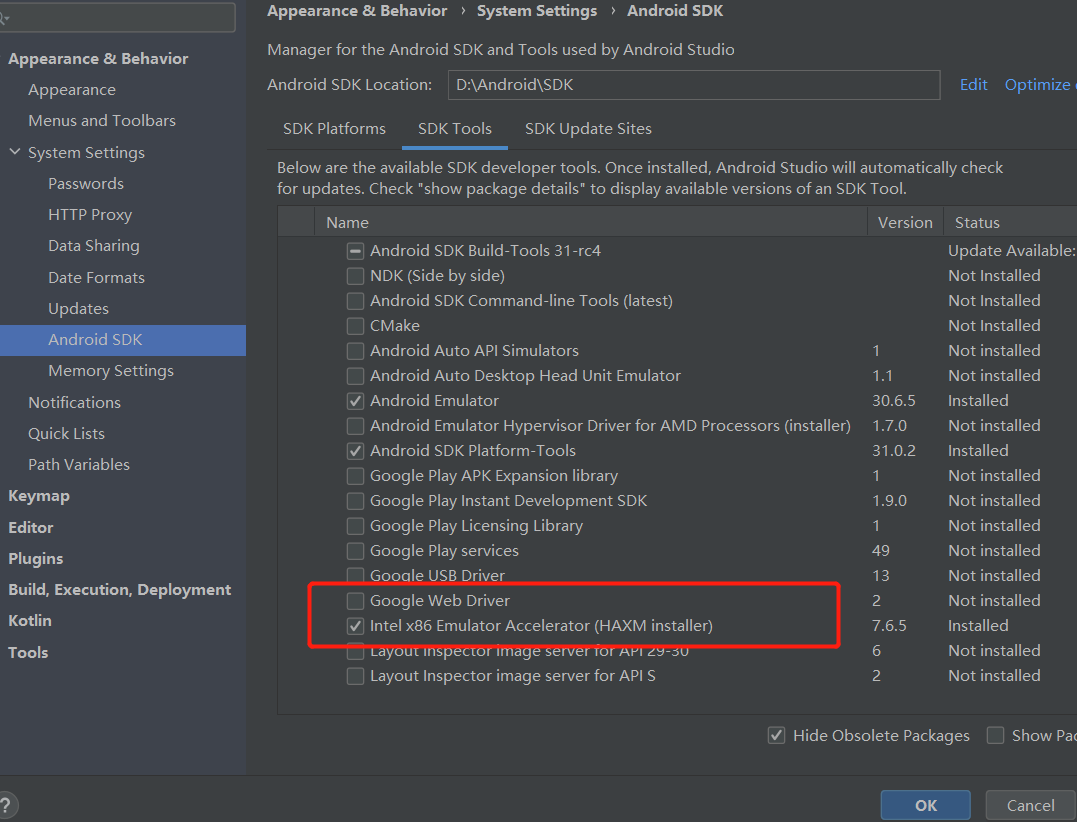 Appearance & Behavior › System Settings › Android SDK
Manager for the Android SDK and Tools used by Android Studio
Android SDK Location: D:\Android\SDK Edit Optimize
SDK Platforms SDK Tools SDK Update Sites
Below are the available SDK developer tools. Once installed, Android Studio will automatically check
for updates. Check "show package details" to display available versions of an SDK Tool.
Name Version Status
Android SDK Build-Tools 31-rc4 Update Available:
NDK (Side by side) Not Installed
Android SDK Command-line Tools (latest) Not Installed
CMake Not Installed
Android Auto API Simulators 1 Not installed
Android Auto Desktop Head Unit Emulator 1.1 Not installed
Android Emulator 30.6.5 Installed
Android Emulator Hypervisor Driver for AMD Processors (installer) 1.7.0 Not installed
Android SDK Platform-Tools 31.0.2 Installed
Google Play APK Expansion library 1 Not installed
Google Play Instant Development SDK 1.9.0 Not installed
Google Play Licensing Library 1 Not installed
Google Play services 49 Not installed
Google USB Driver 13 Not installed
Google Web Driver 2 Not installed
Intel x86 Emulator Accelerator (HAXM installer) 7.6.5 Installed
Layout Inspector image server for API 29-30 6 Not installed
Layout Inspector image server for API S 2 Not installed
Hide Obsolete Packages Show Pac
Appearance & Behavior
Appearance
Menus and Toolbars
System Settings
Passwords
HTTP Proxy
Data Sharing
Date Formats
Updates
Android SDK
Memory Settings
Notifications
Quick Lists
Path Variables
Keymap
Editor
Plugins
Build, Execution, Deployment
Kotlin
Tools
? OK Cancel